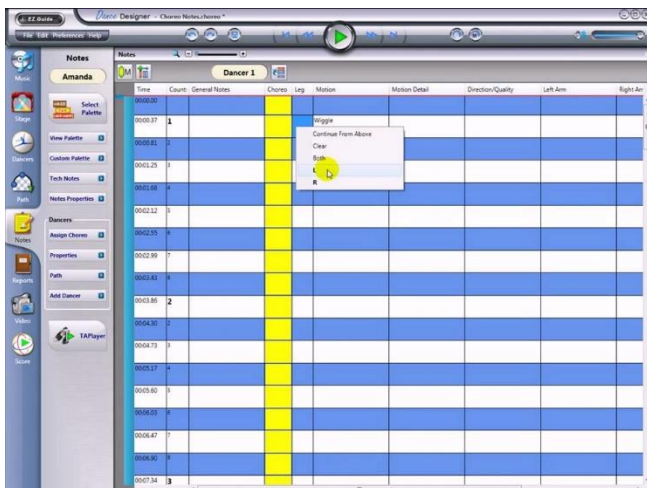 EZ Guide
Dance Designer - Choreo Notes.choreo *
File Edit Preferences Help
Music
Stage
Dancers
Path
Notes
Reports
Video
Score
Notes
Amanda
Select Palette
View Palette
Custom Palette
Tech Notes
Notes Properties
Dancers
Assign Choreo
Properties
Path
Add Dancer
TAPlayer
Notes
Dancer 1
Time Count General Notes Choreo Leg Motion Motion Detail Direction/Quality Left Arm Right Arr
00:00.00
00:00.37 1 Wiggle
Continue From Above
Clear
Both
L
R
00:00.81 2
00:01.25 3
00:01.68 4
00:02.12 5
00:02.55 6
00:02.99 7
00:03.43 8
00:03.86 2
00:04.30 2
00:04.73 3
00:05.17 4
00:05.60 5
00:06.03 6
00:06.47 7
00:06.90 8
00:07.34 3